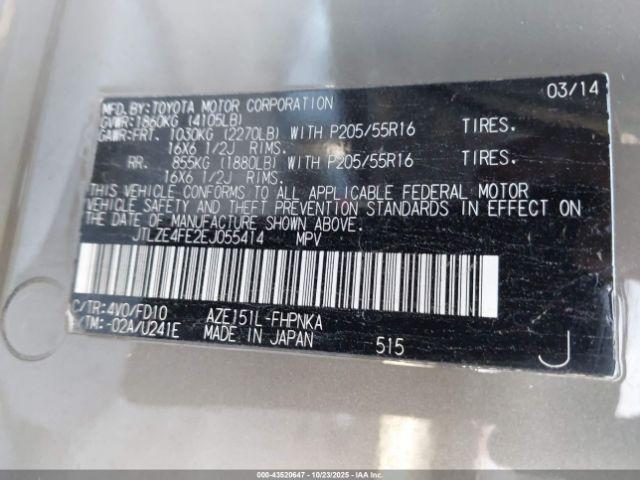 MFD.BY:TOYOTA MOTOR CORPORATION 03/14
GVWR:1860KG (4105LB)
GAWR:FRT. 1030KG (2270LB) WITH P205/55R16 TIRES.
16X6 1/2J RIMS.
RR. 855KG (1880LB) WITH P205/55R16 TIRES.
16X6 1/2J RIMS.
THIS VEHICLE CONFORMS TO ALL APPLICABLE FEDERAL MOTOR
VEHICLE SAFETY AND THEFT PREVENTION STANDARDS IN EFFECT ON
THE DATE OF MANUFACTURE SHOWN ABOVE.
JTLZE4FE2EJ055414 MPV
C/TR:4V0/FD10 AZE151L-FHPNKA
A/TM:-02A/U241E MADE IN JAPAN 515 J
000-43520647 - 10/23/2025 - IAAI.COM